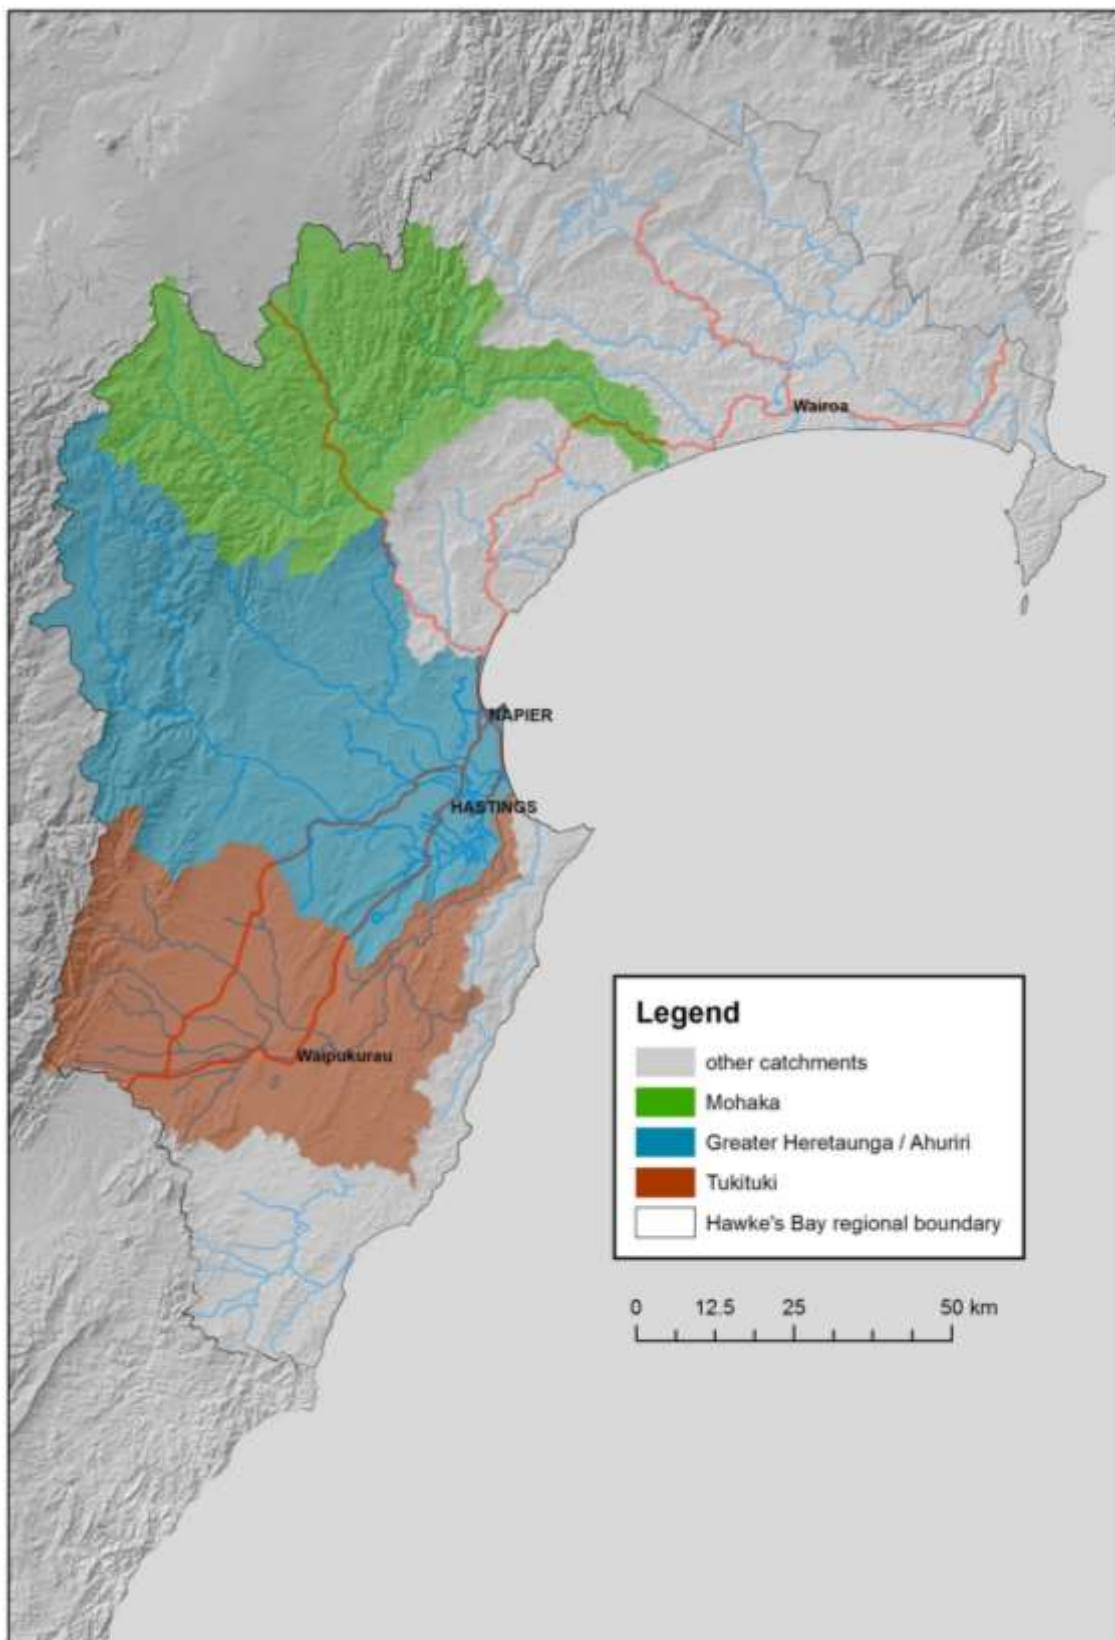 Wairoa
NAPIER
HASTINGS
Waipukurau
Legend
other catchments
Mohaka
Greater Heretaunga / Ahuriri
Tukituki
Hawke's Bay regional boundary
0 12.5 25 50 km